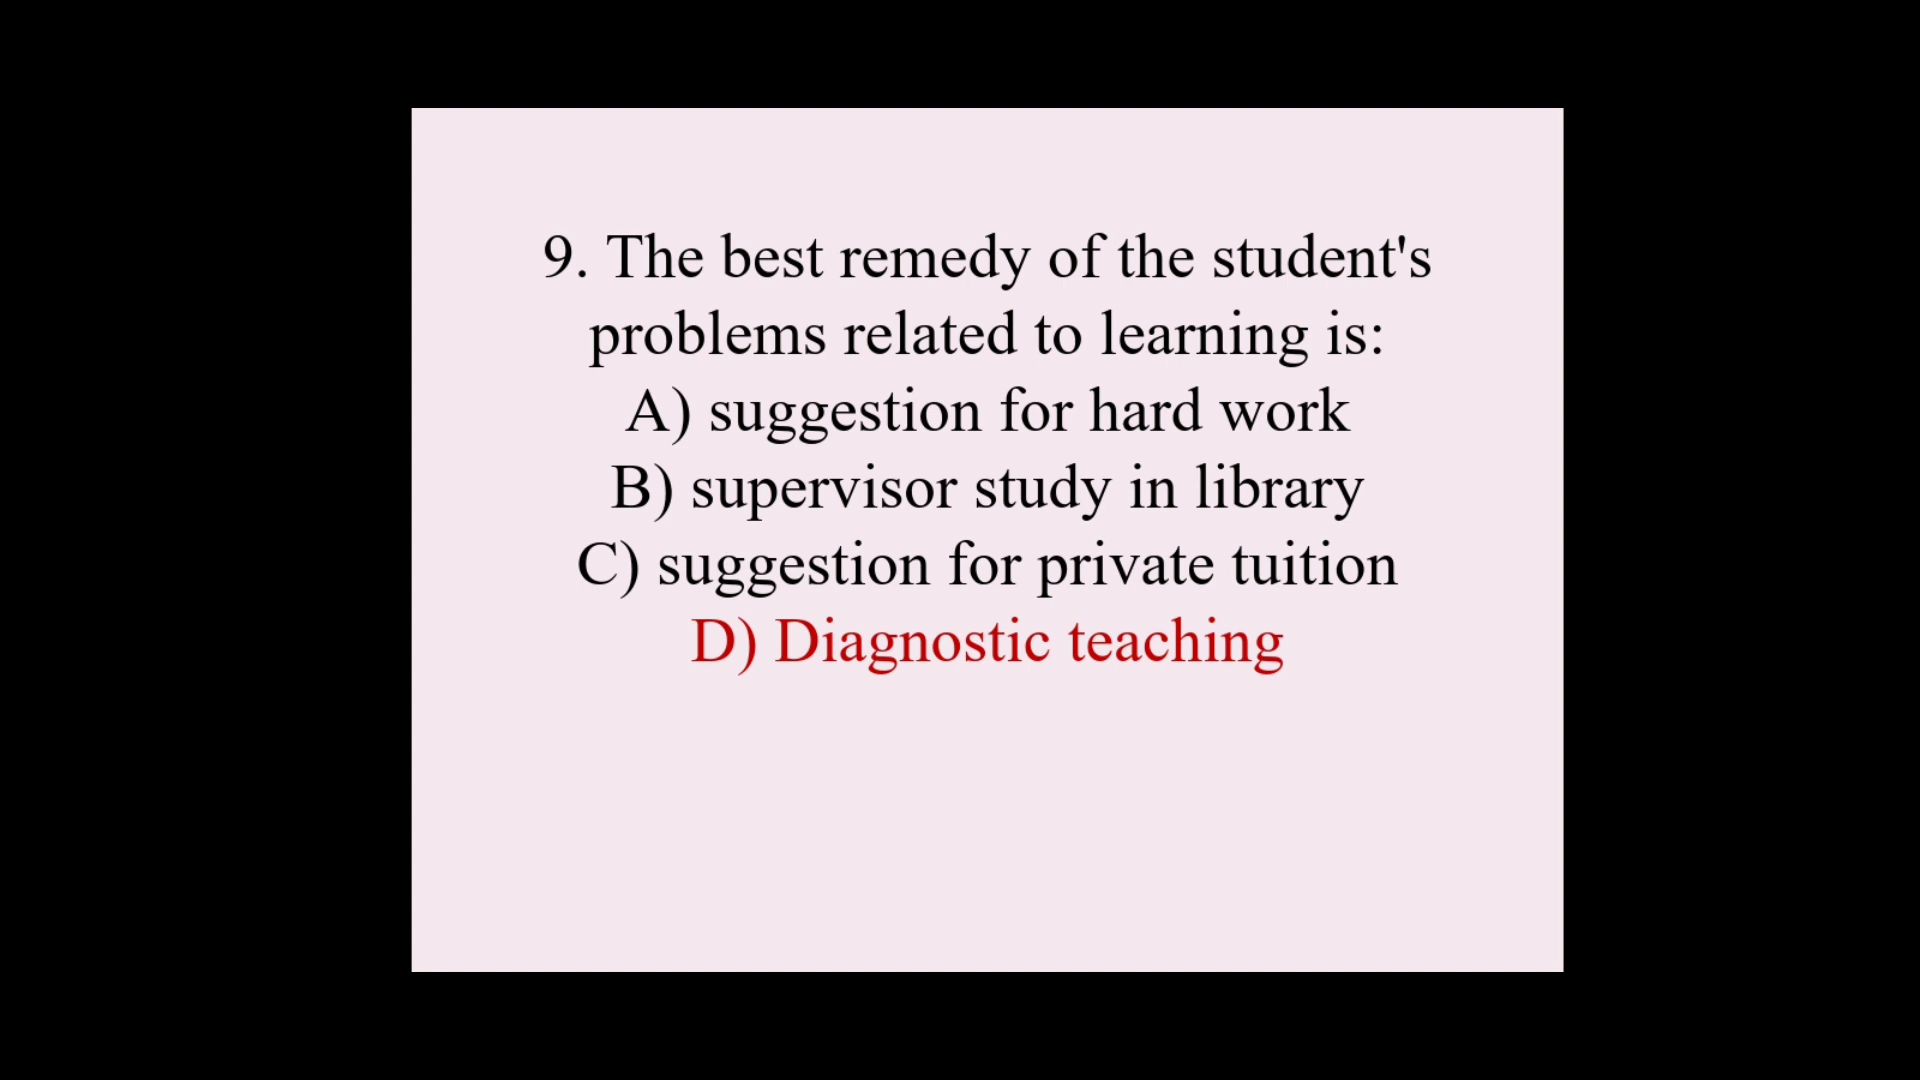 9. The best remedy of the student's
problems related to learning is:
A) suggestion for hard work
B) supervisor study in library
C) suggestion for private tuition
D) Diagnostic teaching